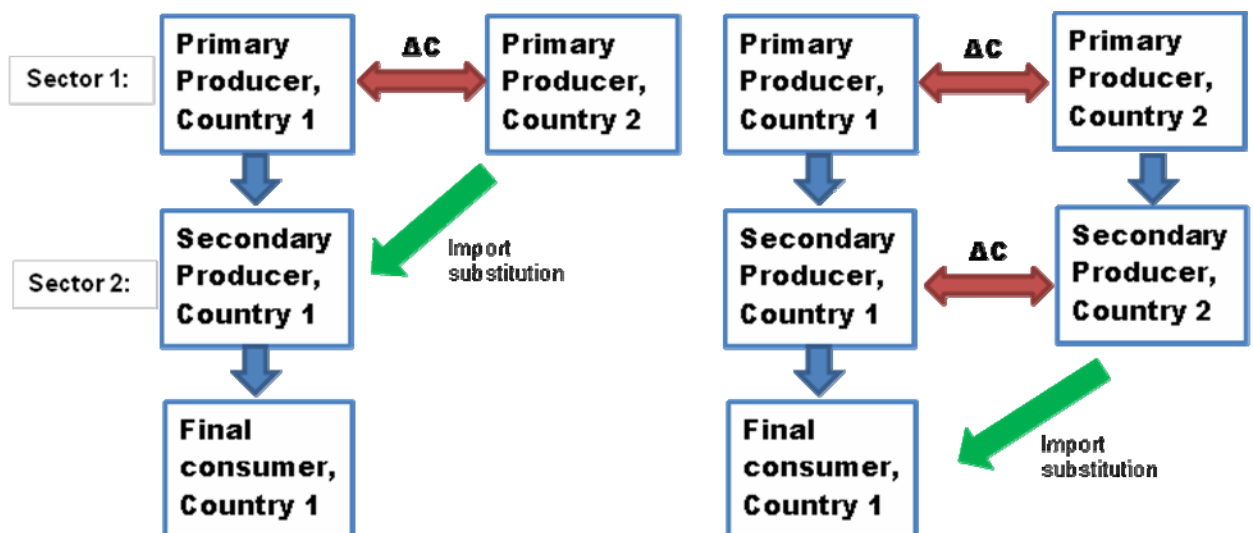 Sector 1:
Primary
Producer,
Country 1
ΔC
Primary
Producer,
Country 2
Import
substitution
Sector 2:
Secondary
Producer,
Country 1
Final
consumer,
Country 1
Primary
Producer,
Country 1
ΔC
Primary
Producer,
Country 2
Secondary
Producer,
Country 1
ΔC
Secondary
Producer,
Country 2
Import
substitution
Final
consumer,
Country 1